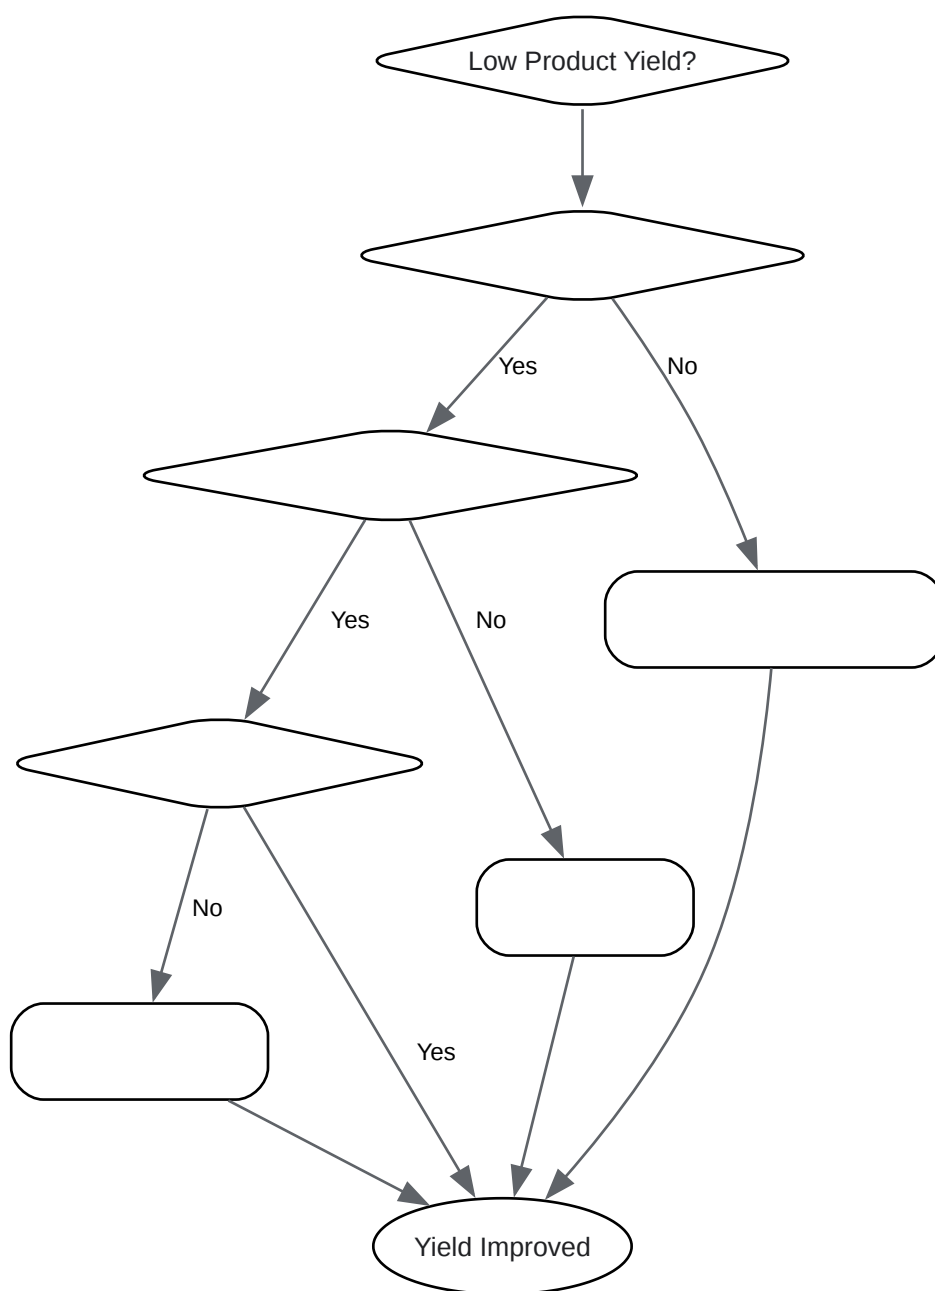 Low Product Yield?
Yes
No
Yes
No
No
Yes
Yield Improved